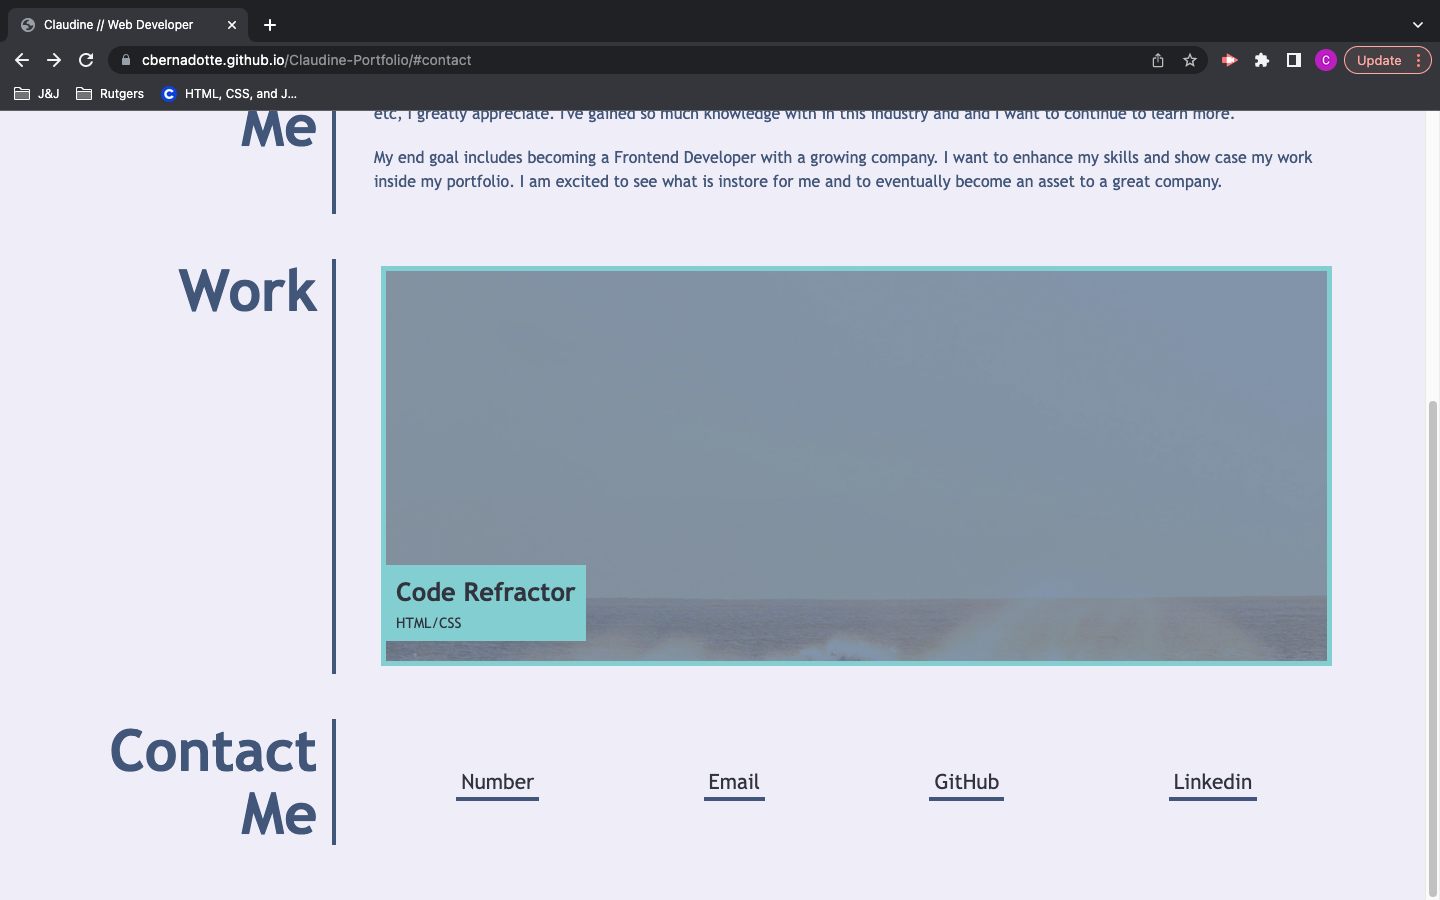 Claudine // Web Developer
cbernadotte.github.io/Claudine-Portfolio/#contact
C
Update
J&J
Rutgers
C
HTML, CSS, and J...
Me
etc, I greatly appreciate. I've gained so much knowledge with in this industry and and I want to continue to learn more.
My end goal includes becoming a Frontend Developer with a growing company. I want to enhance my skills and show case my work
inside my portfolio. I am excited to see what is instore for me and to eventually become an asset to a great company.
Work
Code Refractor
HTML/CSS
Contact
Me
Number
Email
GitHub
Linkedin